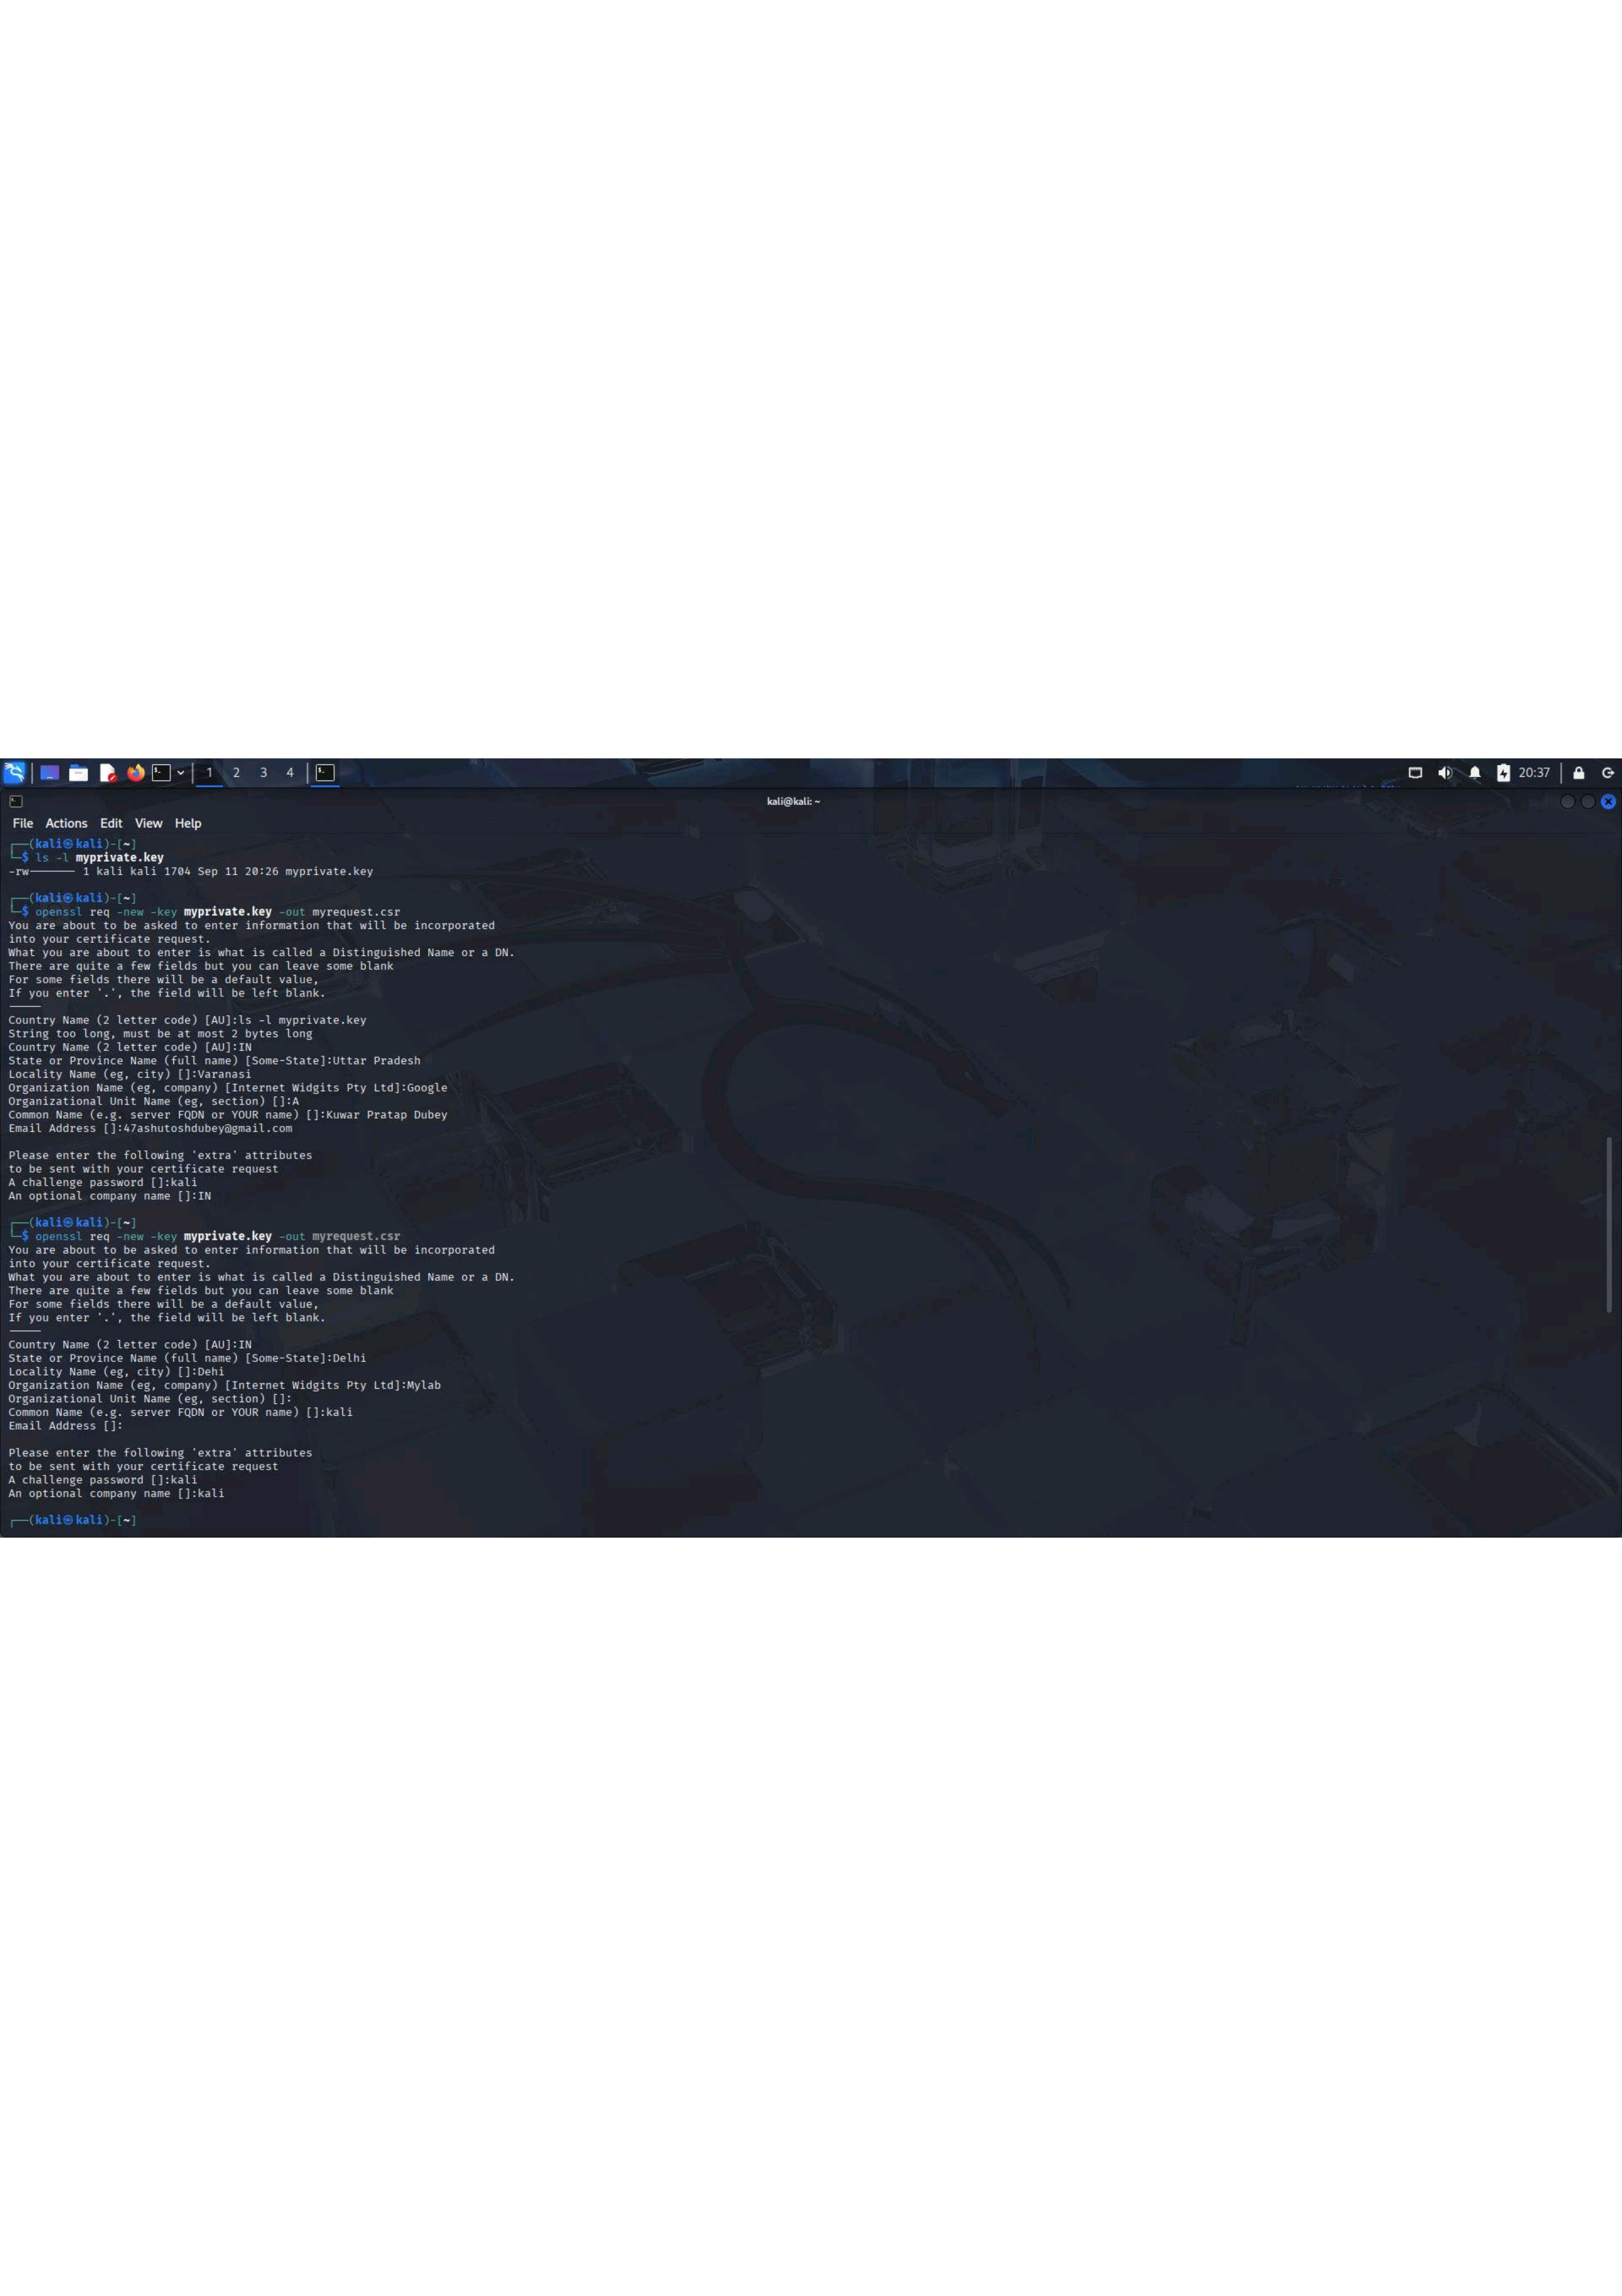 1 2 3 4 20:37
kali@kali: ~
File Actions Edit View Help
┌──(kali㉿kali)-[~]
└─$ ls -l myprivate.key
-rw——— 1 kali kali 1704 Sep 11 20:26 myprivate.key
┌──(kali㉿kali)-[~]
└─$ openssl req -new -key myprivate.key -out myrequest.csr
You are about to be asked to enter information that will be incorporated
into your certificate request.
What you are about to enter is what is called a Distinguished Name or a DN.
There are quite a few fields but you can leave some blank
For some fields there will be a default value,
If you enter '.', the field will be left blank.
———
Country Name (2 letter code) [AU]:ls -l myprivate.key
String too long, must be at most 2 bytes long
Country Name (2 letter code) [AU]:IN
State or Province Name (full name) [Some-State]:Uttar Pradesh
Locality Name (eg, city) []:Varanasi
Organization Name (eg, company) [Internet Widgits Pty Ltd]:Google
Organizational Unit Name (eg, section) []:A
Common Name (e.g. server FQDN or YOUR name) []:Kuwar Pratap Dubey
Email Address []:47ashutoshdubey@gmail.com
Please enter the following 'extra' attributes
to be sent with your certificate request
A challenge password []:kali
An optional company name []:IN
┌──(kali㉿kali)-[~]
└─$ openssl req -new -key myprivate.key -out myrequest.csr
You are about to be asked to enter information that will be incorporated
into your certificate request.
What you are about to enter is what is called a Distinguished Name or a DN.
There are quite a few fields but you can leave some blank
For some fields there will be a default value,
If you enter '.', the field will be left blank.
———
Country Name (2 letter code) [AU]:IN
State or Province Name (full name) [Some-State]:Delhi
Locality Name (eg, city) []:Dehi
Organization Name (eg, company) [Internet Widgits Pty Ltd]:Mylab
Organizational Unit Name (eg, section) []:
Common Name (e.g. server FQDN or YOUR name) []:kali
Email Address []:
Please enter the following 'extra' attributes
to be sent with your certificate request
A challenge password []:kali
An optional company name []:kali
┌──(kali㉿kali)-[~]